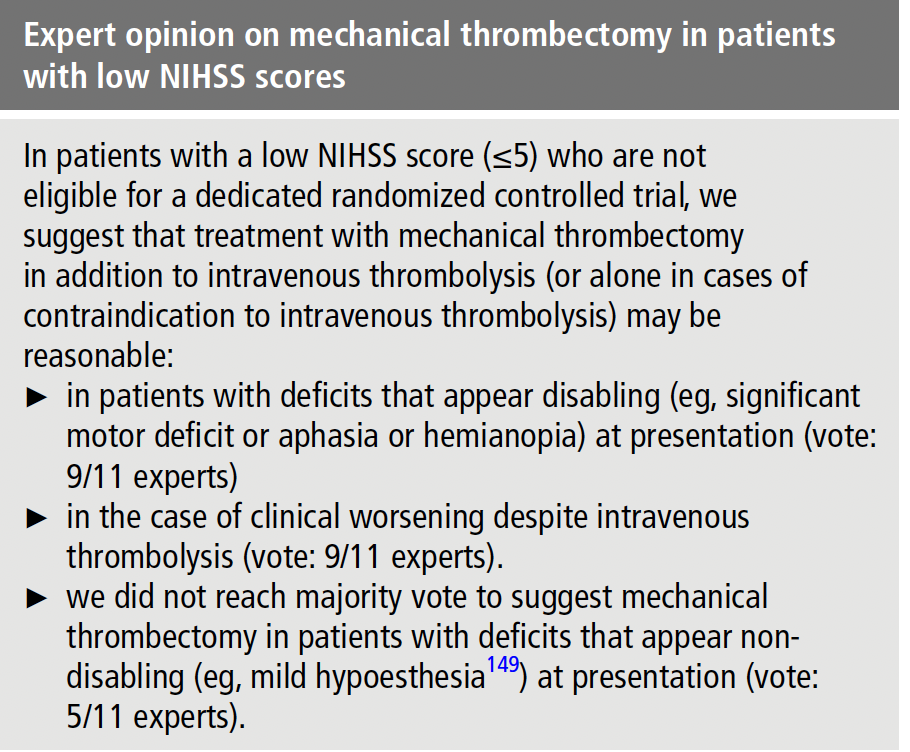 Expert opinion on mechanical thrombectomy in patients
with low NIHSS scores
In patients with a low NIHSS score (≤5) who are not
eligible for a dedicated randomized controlled trial, we
suggest that treatment with mechanical thrombectomy
in addition to intravenous thrombolysis (or alone in cases of
contraindication to intravenous thrombolysis) may be
reasonable:
► in patients with deficits that appear disabling (eg, significant
motor deficit or aphasia or hemianopia) at presentation (vote:
9/11 experts)
► in the case of clinical worsening despite intravenous
thrombolysis (vote: 9/11 experts).
► we did not reach majority vote to suggest mechanical
thrombectomy in patients with deficits that appear non-
disabling (eg, mild hypoesthesia149) at presentation (vote:
5/11 experts).